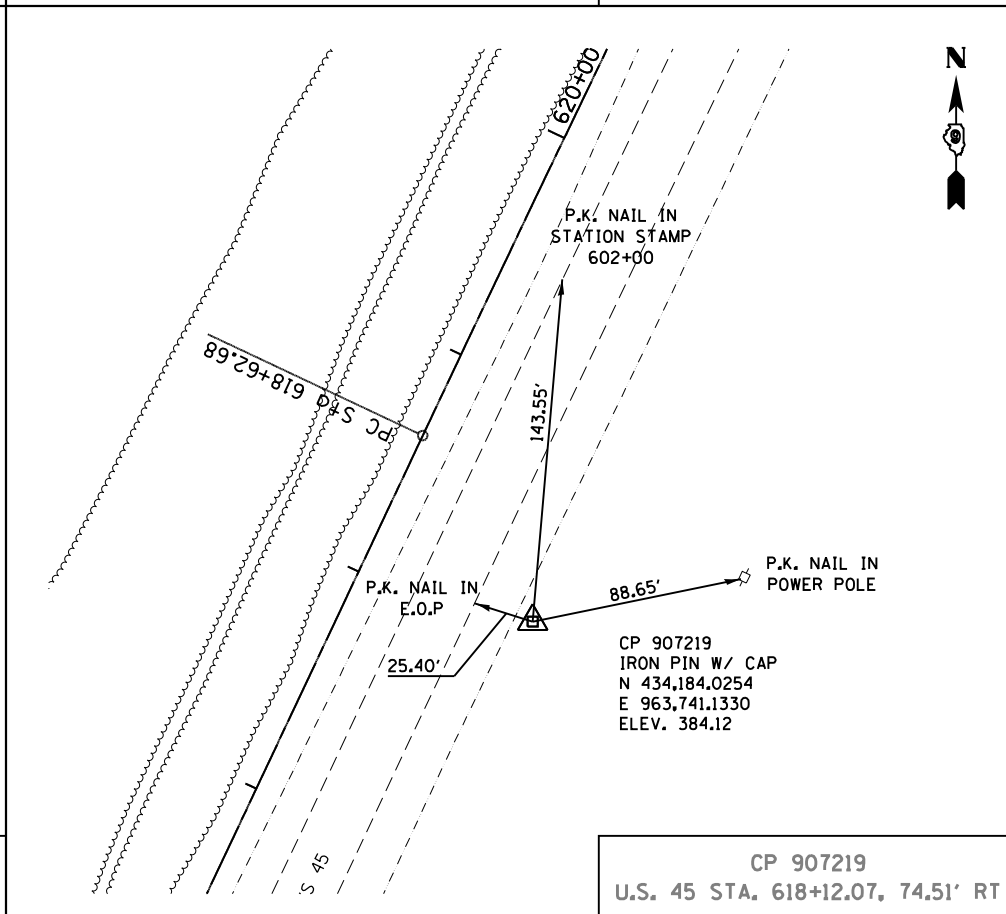 N
9
620+00
P.K. NAIL IN
STATION STAMP
602+00
PC Sta 618+62.68
143.55'
P.K. NAIL IN
E.O.P
25.40'
88.65'
P.K. NAIL IN
POWER POLE
CP 907219
IRON PIN W/ CAP
N 434,184.0254
E 963,741.1330
ELEV. 384.12
S 45
CP 907219
U.S. 45 STA. 618+12.07, 74.51' RT